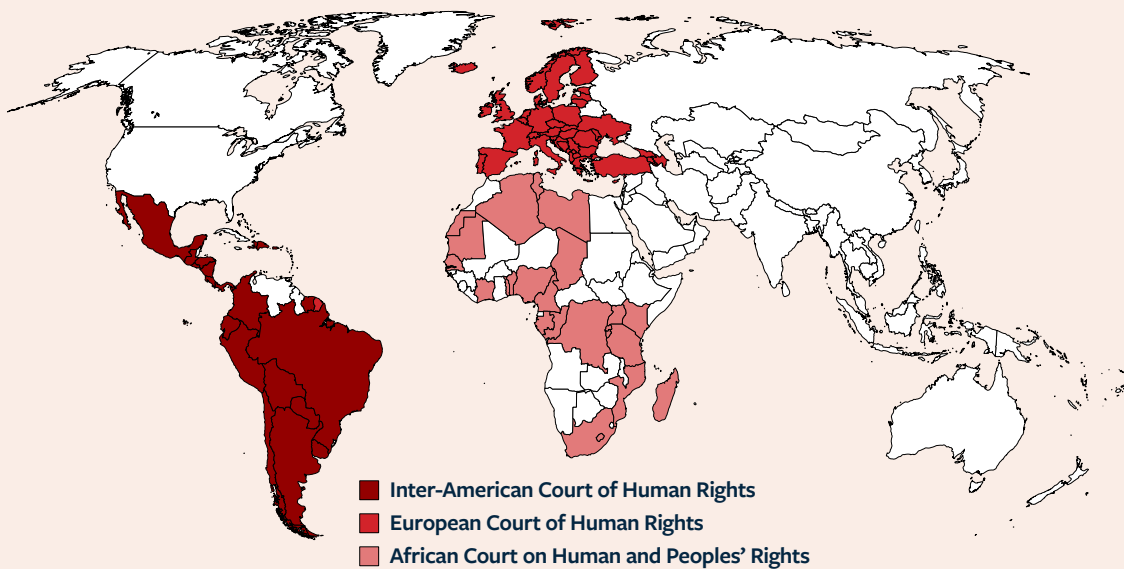 Inter-American Court of Human Rights
European Court of Human Rights
African Court on Human and Peoples’ Rights